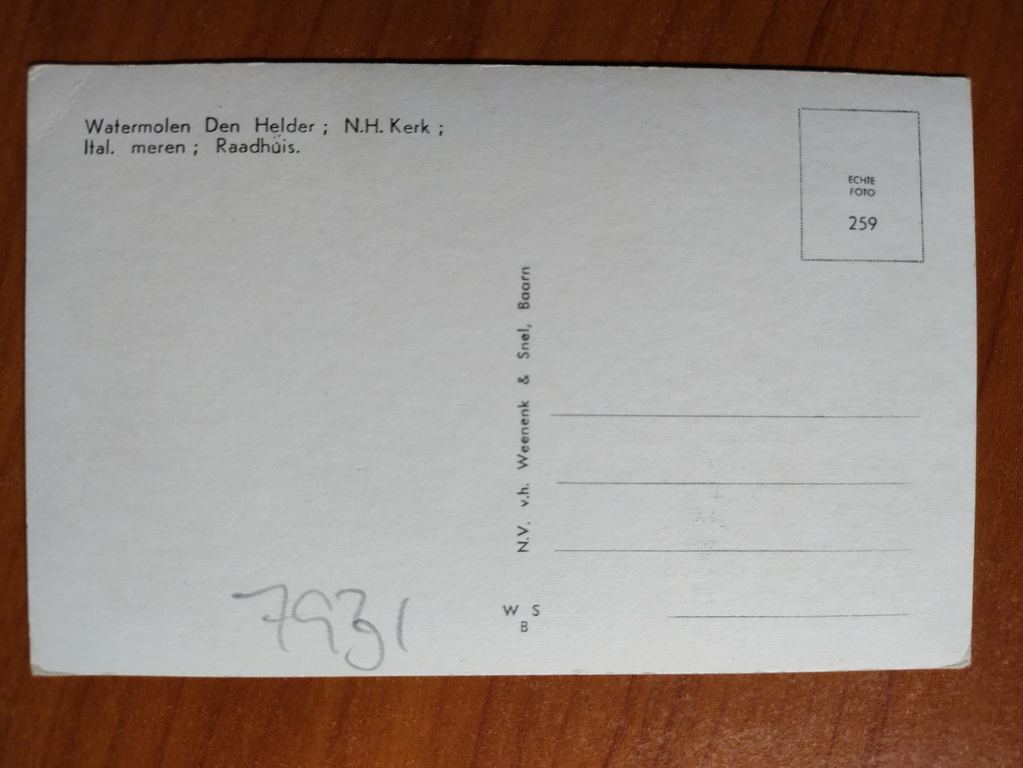 Watermolen Den Helder ; N.H. Kerk ;
Ital. meren ; Raadhuis.
ECHTE
FOTO
259
N.V. v.h. Weenenk & Snel, Baarn
W S
B
7931